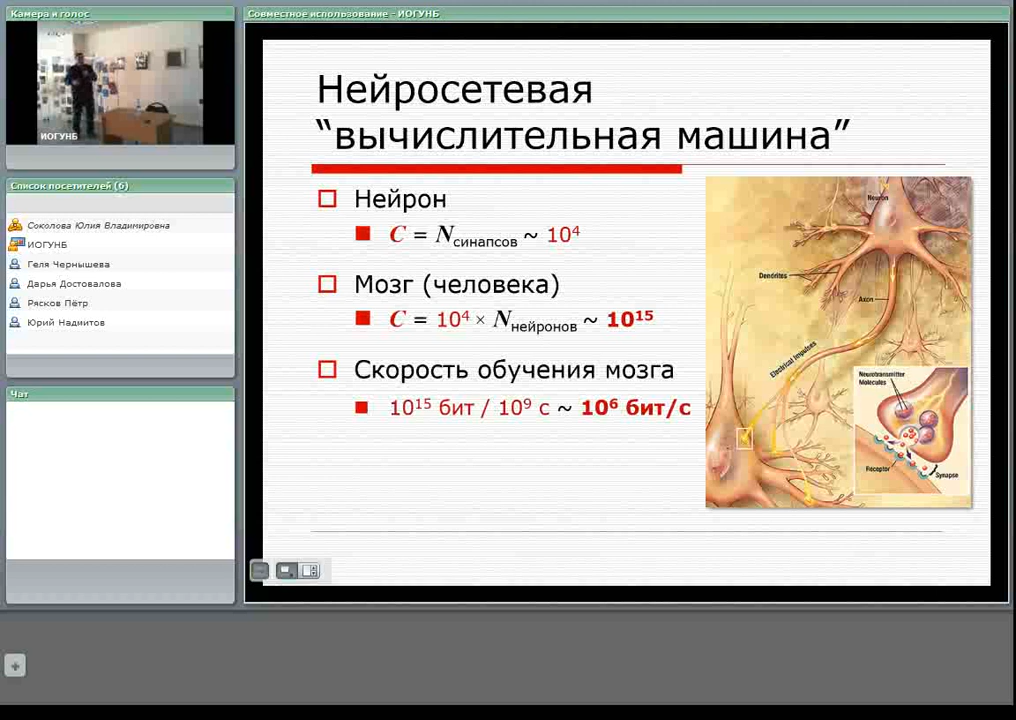 Камера и голос
ИОГУНБ
Список посетителей (6)
Соколова Юлия Владимировна
ИОГУНБ
Геля Чернышева
Дарья Достовалова
Рясков Пётр
Юрий Надмитов
Чат
Совместное использование - ИОГУНБ
Нейросетевая
“вычислительная машина”
Нейрон
C = Nсинапсов ~ 10⁴
Мозг (человека)
C = 10⁴ × Nнейронов ~ 10¹⁵
Скорость обучения мозга
10¹⁵ бит / 10⁹ с ~ 10⁶ бит/с
Neuron
Dendrites
Axon
Electrical Impulses
Neurotransmitter
Molecules
Receptor
Synapse